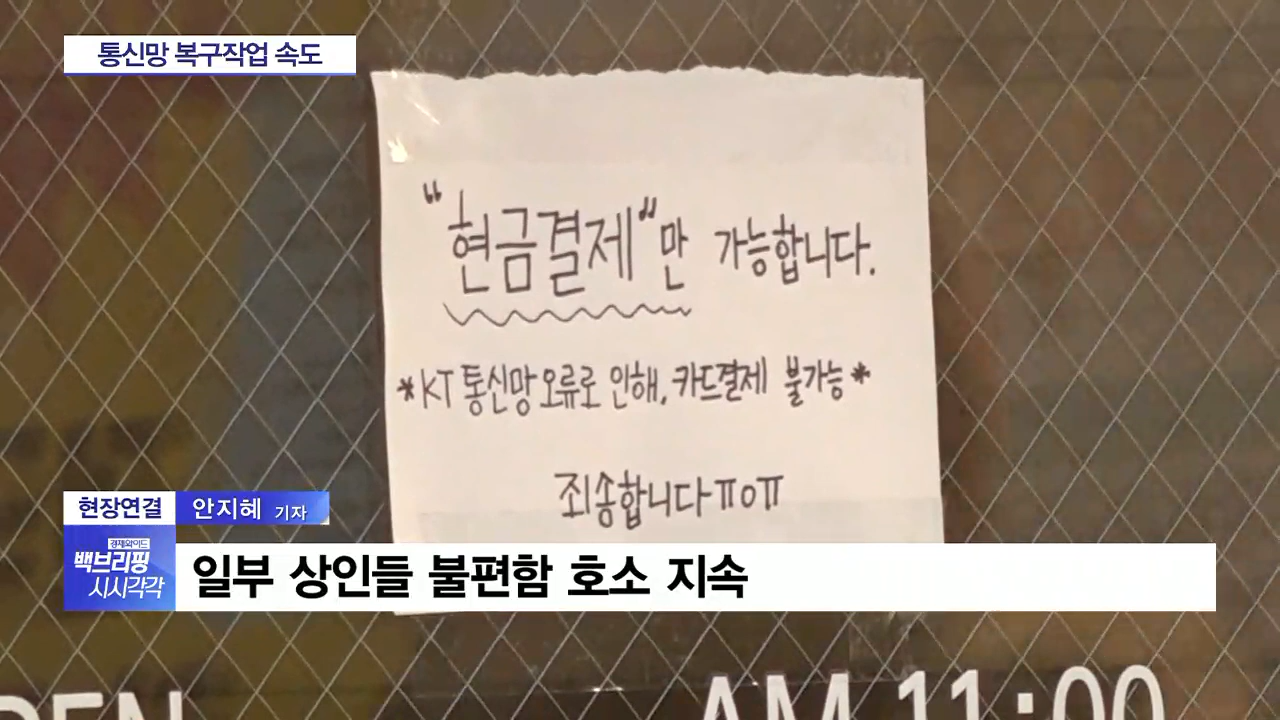 통신망 복구작업 속도
“현금결제”만 가능합니다.
*KT 통신망 오류로 인해, 카드결제 불가능*
죄송합니다ㅠㅇㅠ
현장연결 안지혜 기자
경제와이드
백브리핑
시시각각
일부 상인들 불편함 호소 지속
AM 11:00